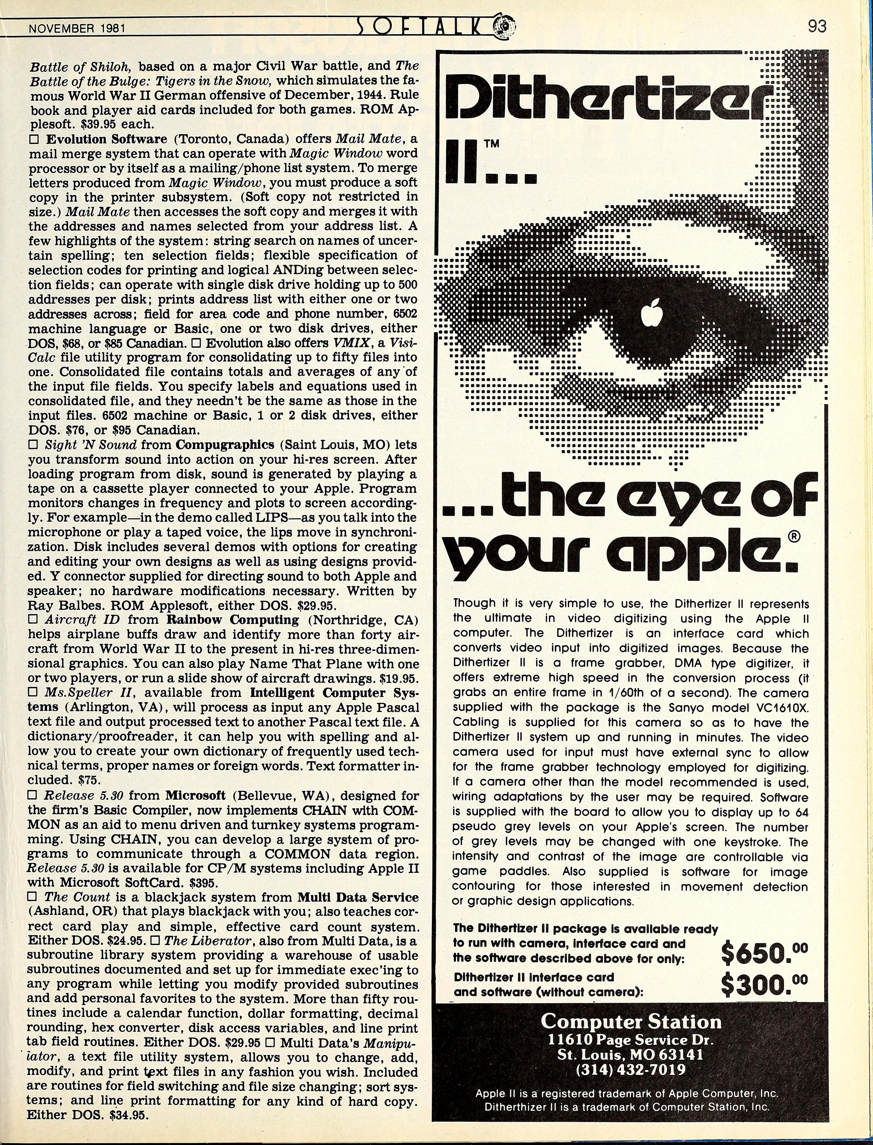 NOVEMBER 1981
SOFTALK
93
Battle of Shiloh, based on a major Civil War battle, and The
Battle of the Bulge: Tigers in the Snow, which simulates the fa-
mous World War II German offensive of December, 1944. Rule
book and player aid cards included for both games. ROM Ap-
plesoft. $39.95 each.
□ Evolution Software (Toronto, Canada) offers Mail Mate, a
mail merge system that can operate with Magic Window word
processor or by itself as a mailing/phone list system. To merge
letters produced from Magic Window, you must produce a soft
copy in the printer subsystem. (Soft copy not restricted in
size.) Mail Mate then accesses the soft copy and merges it with
the addresses and names selected from your address list. A
few highlights of the system: string search on names of uncer-
tain spelling; ten selection fields; flexible specification of
selection codes for printing and logical ANDing between selec-
tion fields; can operate with single disk drive holding up to 500
addresses per disk; prints address list with either one or two
addresses across; field for area code and phone number, 6502
machine language or Basic, one or two disk drives, either
DOS, $68, or $85 Canadian. □ Evolution also offers VMIX, a Visi-
Calc file utility program for consolidating up to fifty files into
one. Consolidated file contains totals and averages of any of
the input file fields. You specify labels and equations used in
consolidated file, and they needn't be the same as those in the
input files. 6502 machine or Basic, 1 or 2 disk drives, either
DOS. $76, or $95 Canadian.
□ Sight 'N Sound from Compugraphics (Saint Louis, MO) lets
you transform sound into action on your hi-res screen. After
loading program from disk, sound is generated by playing a
tape on a cassette player connected to your Apple. Program
monitors changes in frequency and plots to screen according-
ly. For example—in the demo called LIPS—as you talk into the
microphone or play a taped voice, the lips move in synchroni-
zation. Disk includes several demos with options for creating
and editing your own designs as well as using designs provid-
ed. Y connector supplied for directing sound to both Apple and
speaker; no hardware modifications necessary. Written by
Ray Balbes. ROM Applesoft, either DOS. $29.95.
□ Aircraft ID from Rainbow Computing (Northridge, CA)
helps airplane buffs draw and identify more than forty air-
craft from World War II to the present in hi-res three-dimen-
sional graphics. You can also play Name That Plane with one
or two players, or run a slide show of aircraft drawings. $19.95.
□ Ms.Speller II, available from Intelligent Computer Sys-
tems (Arlington, VA), will process as input any Apple Pascal
text file and output processed text to another Pascal text file. A
dictionary/proofreader, it can help you with spelling and al-
low you to create your own dictionary of frequently used tech-
nical terms, proper names or foreign words. Text formatter in-
cluded. $75.
□ Release 5.30 from Microsoft (Bellevue, WA), designed for
the firm's Basic Compiler, now implements CHAIN with COM-
MON as an aid to menu driven and turnkey systems program-
ming. Using CHAIN, you can develop a large system of pro-
grams to communicate through a COMMON data region.
Release 5.30 is available for CP/M systems including Apple II
with Microsoft SoftCard. $395.
□ The Count is a blackjack system from Multi Data Service
(Ashland, OR) that plays blackjack with you; also teaches cor-
rect card play and simple, effective card count system.
Either DOS. $24.95. □ The Liberator, also from Multi Data, is a
subroutine library system providing a warehouse of usable
subroutines documented and set up for immediate exec'ing to
any program while letting you modify provided subroutines
and add personal favorites to the system. More than fifty rou-
tines include a calendar function, dollar formatting, decimal
rounding, hex converter, disk access variables, and line print
tab field routines. Either DOS. $29.95 □ Multi Data's Manipu-
lator, a text file utility system, allows you to change, add,
modify, and print text files in any fashion you wish. Included
are routines for field switching and file size changing; sort sys-
tems; and line print formatting for any kind of hard copy.
Either DOS. $34.95.
Dithertizer
II™...
...the eye of
your apple.®
Though it is very simple to use, the Dithertizer II represents
the ultimate in video digitizing using the Apple II
computer. The Dithertizer is an interface card which
converts video input into digitized images. Because the
Dithertizer II is a frame grabber, DMA type digitizer, it
offers extreme high speed in the conversion process (it
grabs an entire frame in 1/60th of a second). The camera
supplied with the package is the Sanyo model VC1610X.
Cabling is supplied for this camera so as to have the
Dithertizer II system up and running in minutes. The video
camera used for input must have external sync to allow
for the frame grabber technology employed for digitizing.
If a camera other than the model recommended is used,
wiring adaptations by the user may be required. Software
is supplied with the board to allow you to display up to 64
pseudo grey levels on your Apple's screen. The number
of grey levels may be changed with one keystroke. The
intensity and contrast of the image are controllable via
game paddles. Also supplied is software for image
contouring for those interested in movement detection
or graphic design applications.
The Dithertizer II package is available ready
to run with camera, interface card and
the software described above for only: $650.00
Dithertizer II interface card
and software (without camera): $300.00
Computer Station
11610 Page Service Dr.
St. Louis, MO 63141
(314) 432-7019
Apple II is a registered trademark of Apple Computer, Inc.
Ditherthizer II is a trademark of Computer Station, Inc.